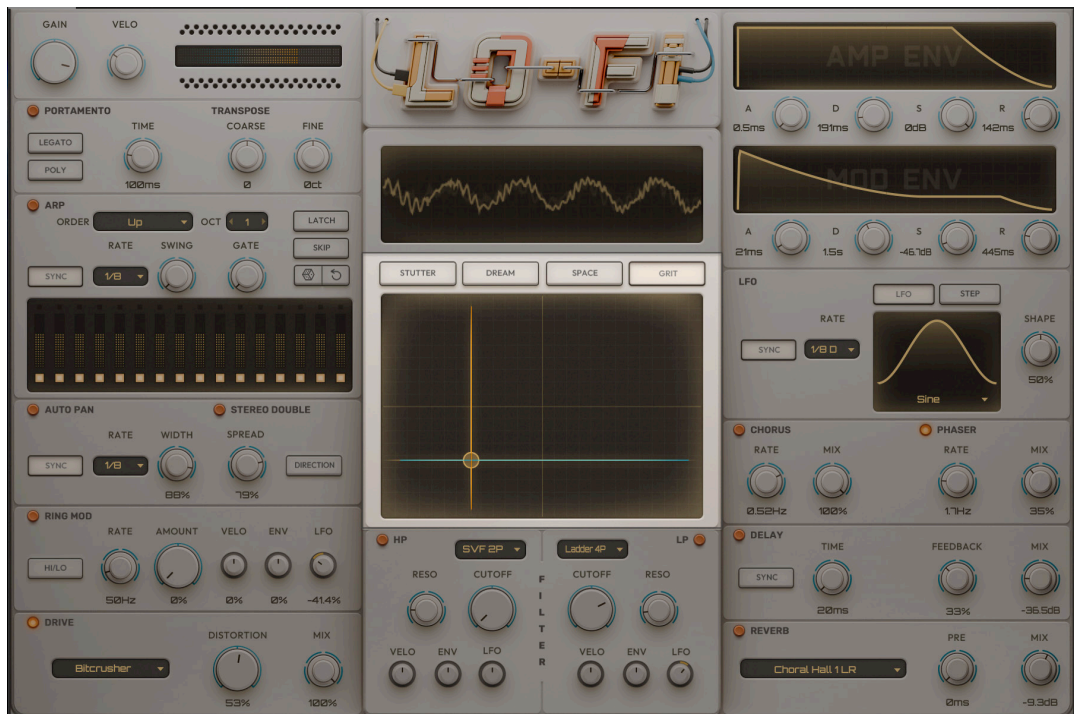 GAIN
VELO
PORTAMENTO
TRANSPOSE
LEGATO
POLY
TIME
COARSE
FINE
100ms
0
0ct
ARP
ORDER
Up
OCT
1
LATCH
SKIP
RATE
SWING
GATE
SYNC
1/8
AUTO PAN
STEREO DOUBLE
RATE
WIDTH
SPREAD
SYNC
1/8
DIRECTION
88%
79%
RING MOD
RATE
AMOUNT
VELO
ENV
LFO
HI/LO
50Hz
0%
0%
0%
-41.4%
DRIVE
DISTORTION
MIX
Bitcrusher
53%
100%
LO-FI
STUTTER
DREAM
SPACE
GRIT
HP
SVF 2P
Ladder 4P
LP
RESO
CUTOFF
CUTOFF
RESO
FILTER
VELO
ENV
LFO
VELO
ENV
LFO
AMP ENV
A
D
S
R
0.5ms
191ms
0dB
142ms
MOD ENV
A
D
S
R
21ms
1.5s
-46.7dB
445ms
LFO
LFO
STEP
RATE
SHAPE
SYNC
1/8 D
Sine
50%
CHORUS
PHASER
RATE
MIX
RATE
MIX
0.52Hz
100%
1.7Hz
35%
DELAY
TIME
FEEDBACK
MIX
SYNC
20ms
33%
-36.5dB
REVERB
PRE
MIX
Choral Hall 1 LR
0ms
-9.3dB